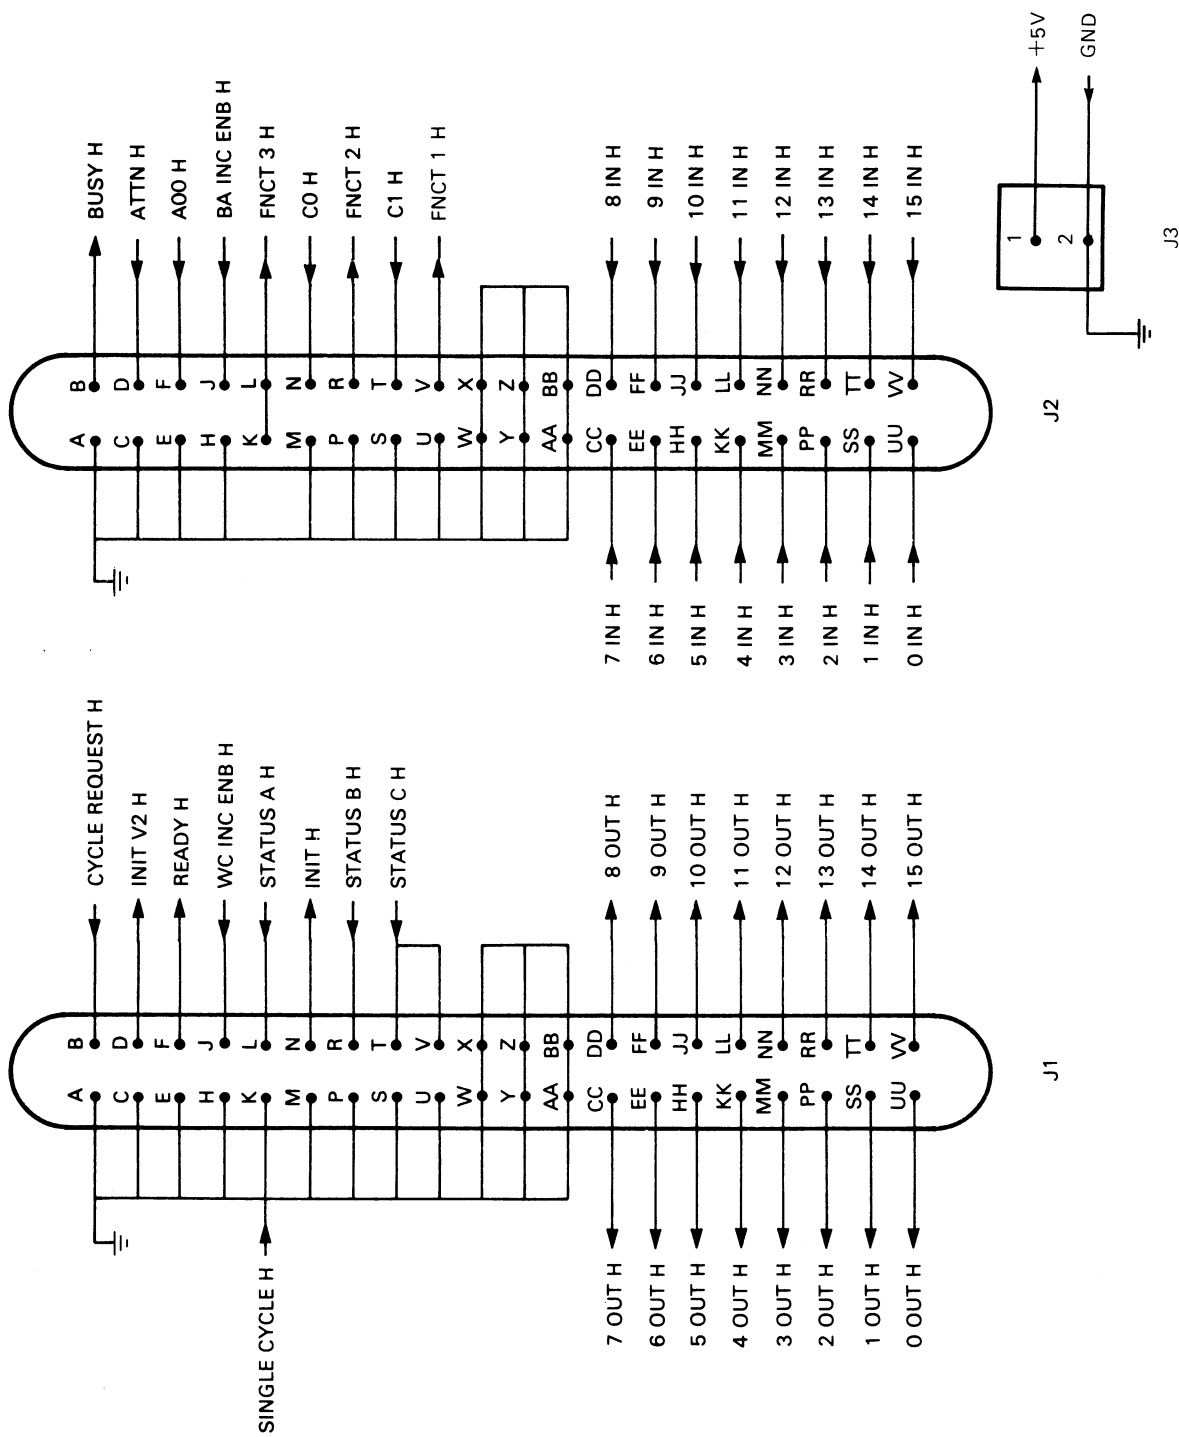 CYCLE REQUEST H
INIT V2 H
READY H
WC INC ENB H
STATUS A H
INIT H
STATUS B H
STATUS C H
8 OUT H
9 OUT H
10 OUT H
11 OUT H
12 OUT H
13 OUT H
14 OUT H
15 OUT H
B D F J L N R T V X Z BB DD FF JJ LL NN RR TT VV
A C E H K M P S U W Y AA CC EE HH KK MM PP SS UU
SINGLE CYCLE H
7 OUT H
6 OUT H
5 OUT H
4 OUT H
3 OUT H
2 OUT H
1 OUT H
0 OUT H
J1
BUSY H
ATTN H
A00 H
BA INC ENB H
FNCT 3 H
C0 H
FNCT 2 H
C1 H
FNCT 1 H
8 IN H
9 IN H
10 IN H
11 IN H
12 IN H
13 IN H
14 IN H
15 IN H
B D F J L N R T V X Z BB DD FF JJ LL NN RR TT VV
A C E H K M P S U W Y AA CC EE HH KK MM PP SS UU
7 IN H
6 IN H
5 IN H
4 IN H
3 IN H
2 IN H
1 IN H
0 IN H
J2
+5V
GND
1
2
J3